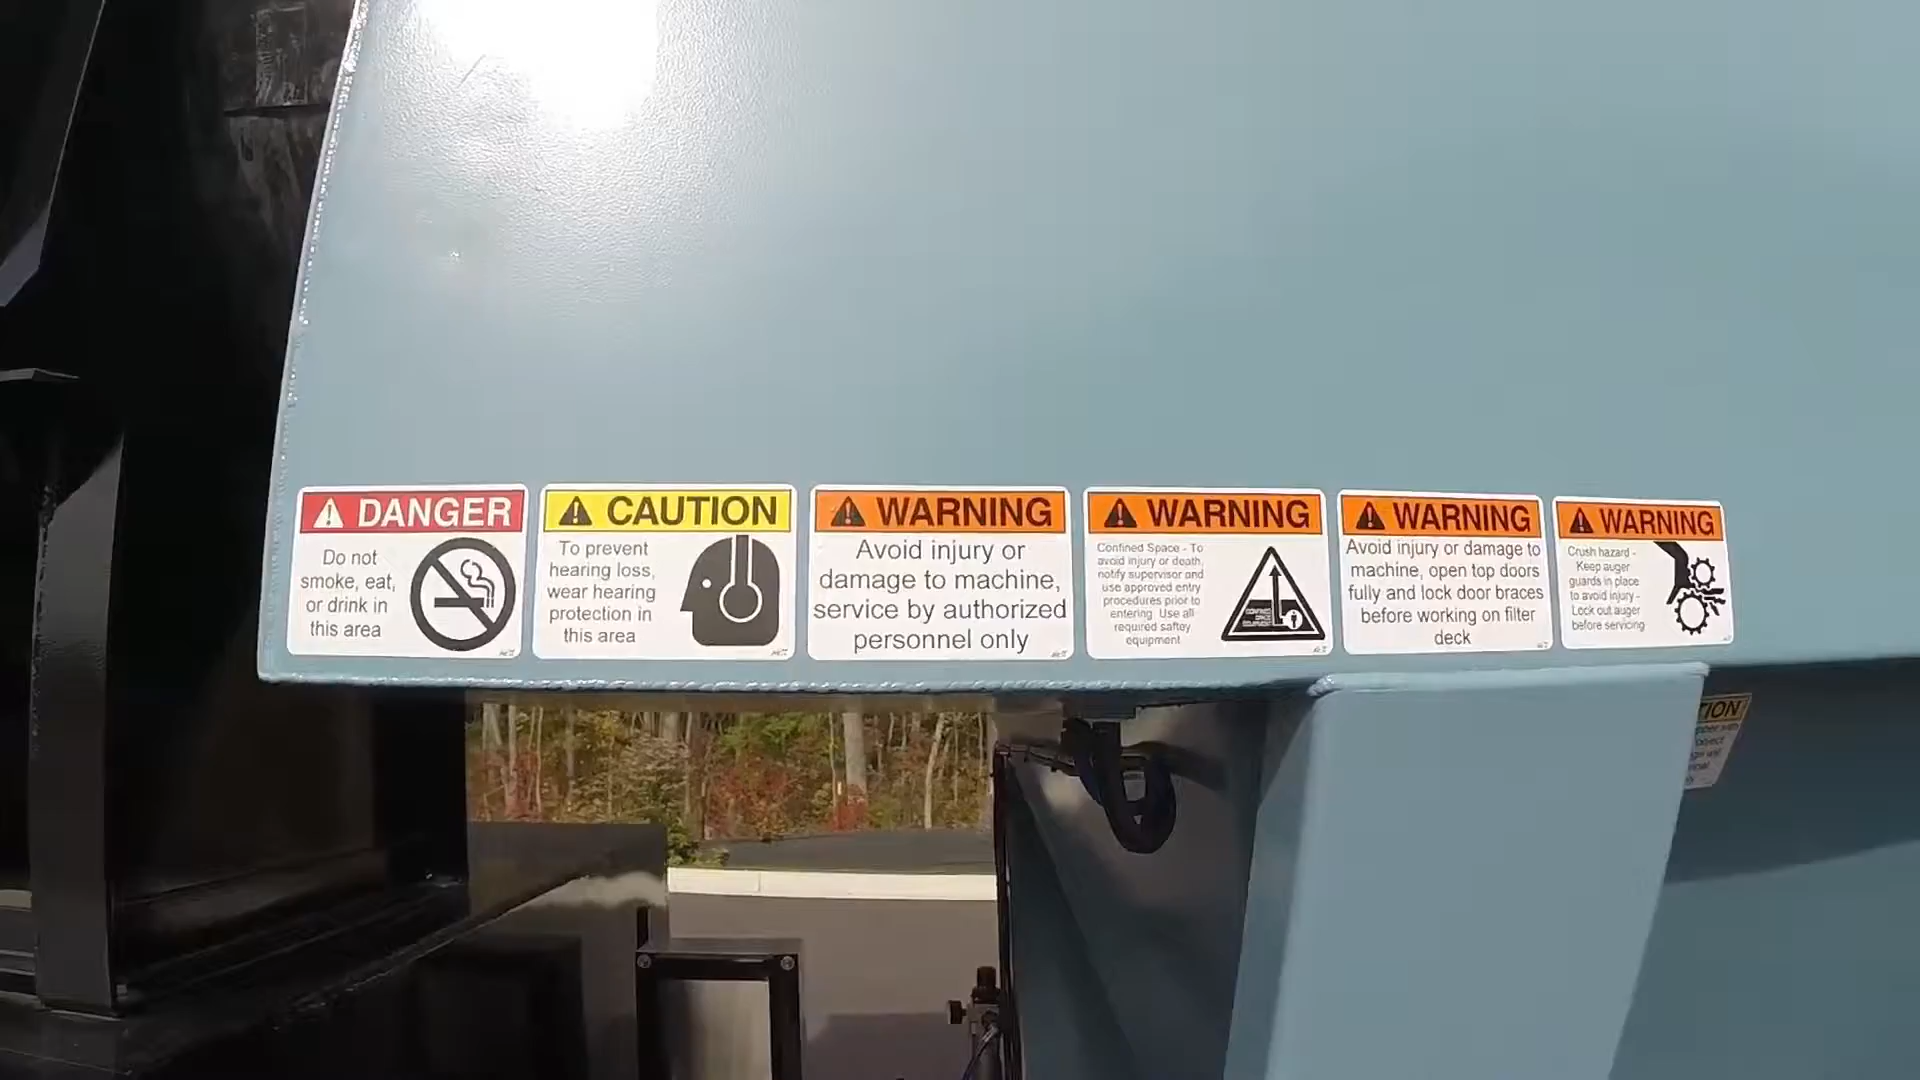 DANGER
Do not
smoke, eat,
or drink in
this area
CAUTION
To prevent
hearing loss,
wear hearing
protection in
this area
WARNING
Avoid injury or
damage to machine,
service by authorized
personnel only
WARNING
Confined Space - To
avoid injury or death,
notify supervisor and
use approved entry
procedures prior to
entering. Use all
required saftey
equipment
WARNING
Avoid injury or damage to
machine, open top doors
fully and lock door braces
before working on filter
deck
WARNING
Crush hazard -
Keep auger
guards in place
to avoid injury -
Lock out auger
before servicing
TION